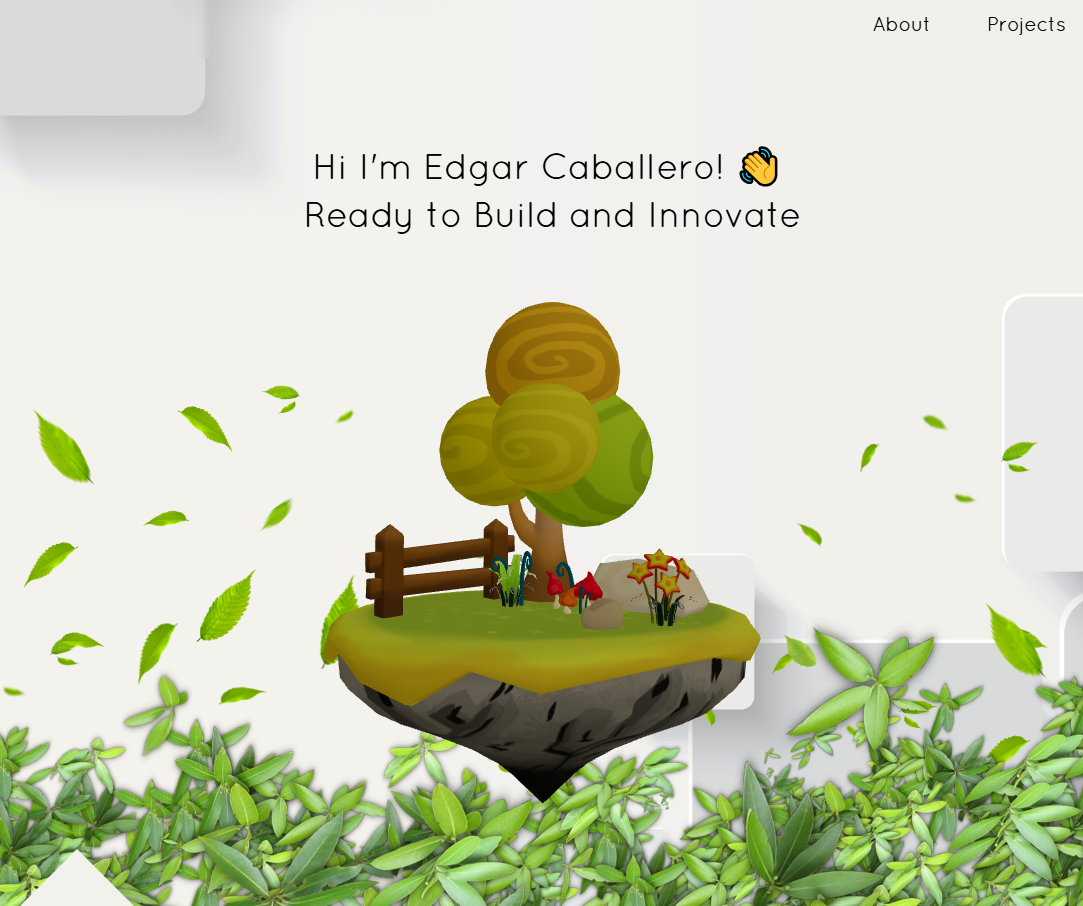 About Projects
Hi I'm Edgar Caballero! 👋
Ready to Build and Innovate